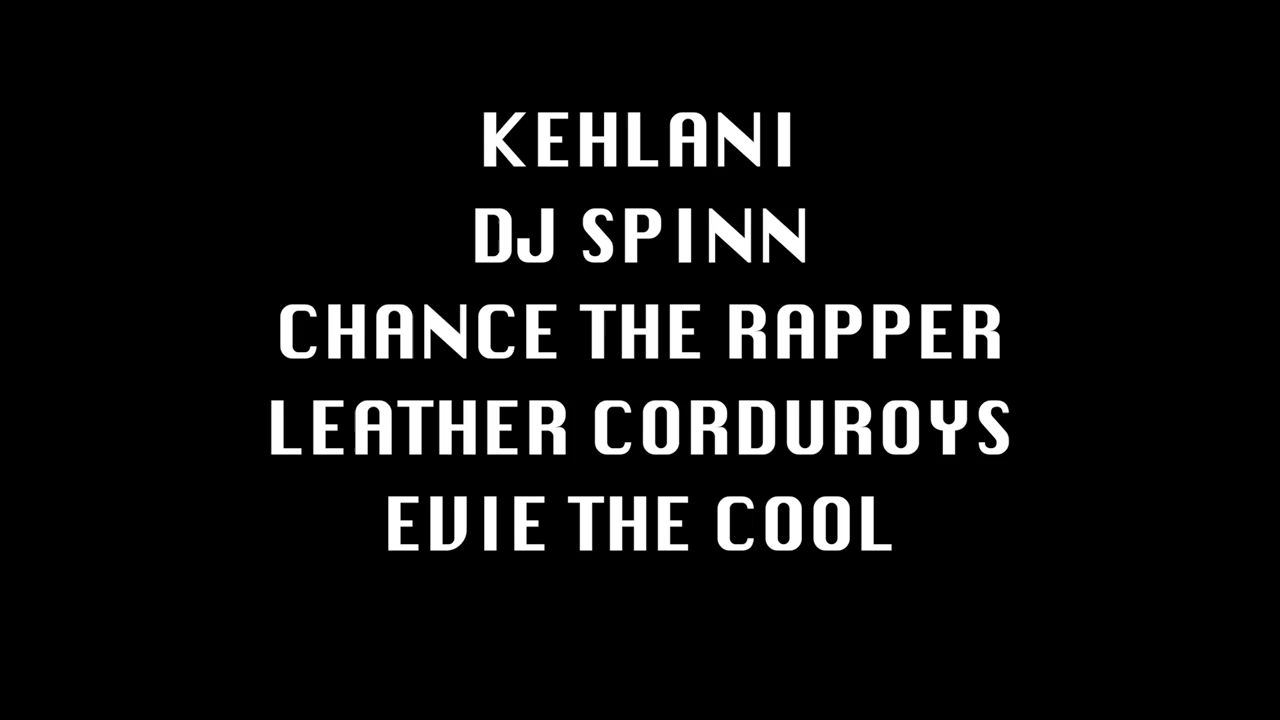 KEHLANI
DJ SPINN
CHANCE THE RAPPER
LEATHER CORDUROYS
EVIE THE COOL